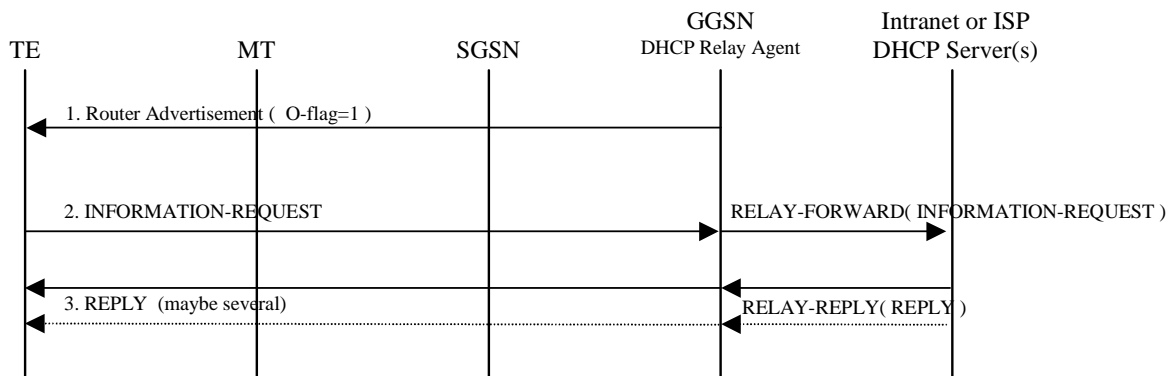 GGSN
Intranet or ISP
TE
MT
SGSN
DHCP Relay Agent
DHCP Server(s)
1. Router Advertisement ( O-flag=1 )
2. INFORMATION-REQUEST
RELAY-FORWARD( INFORMATION-REQUEST )
3. REPLY (maybe several)
RELAY-REPLY( REPLY )